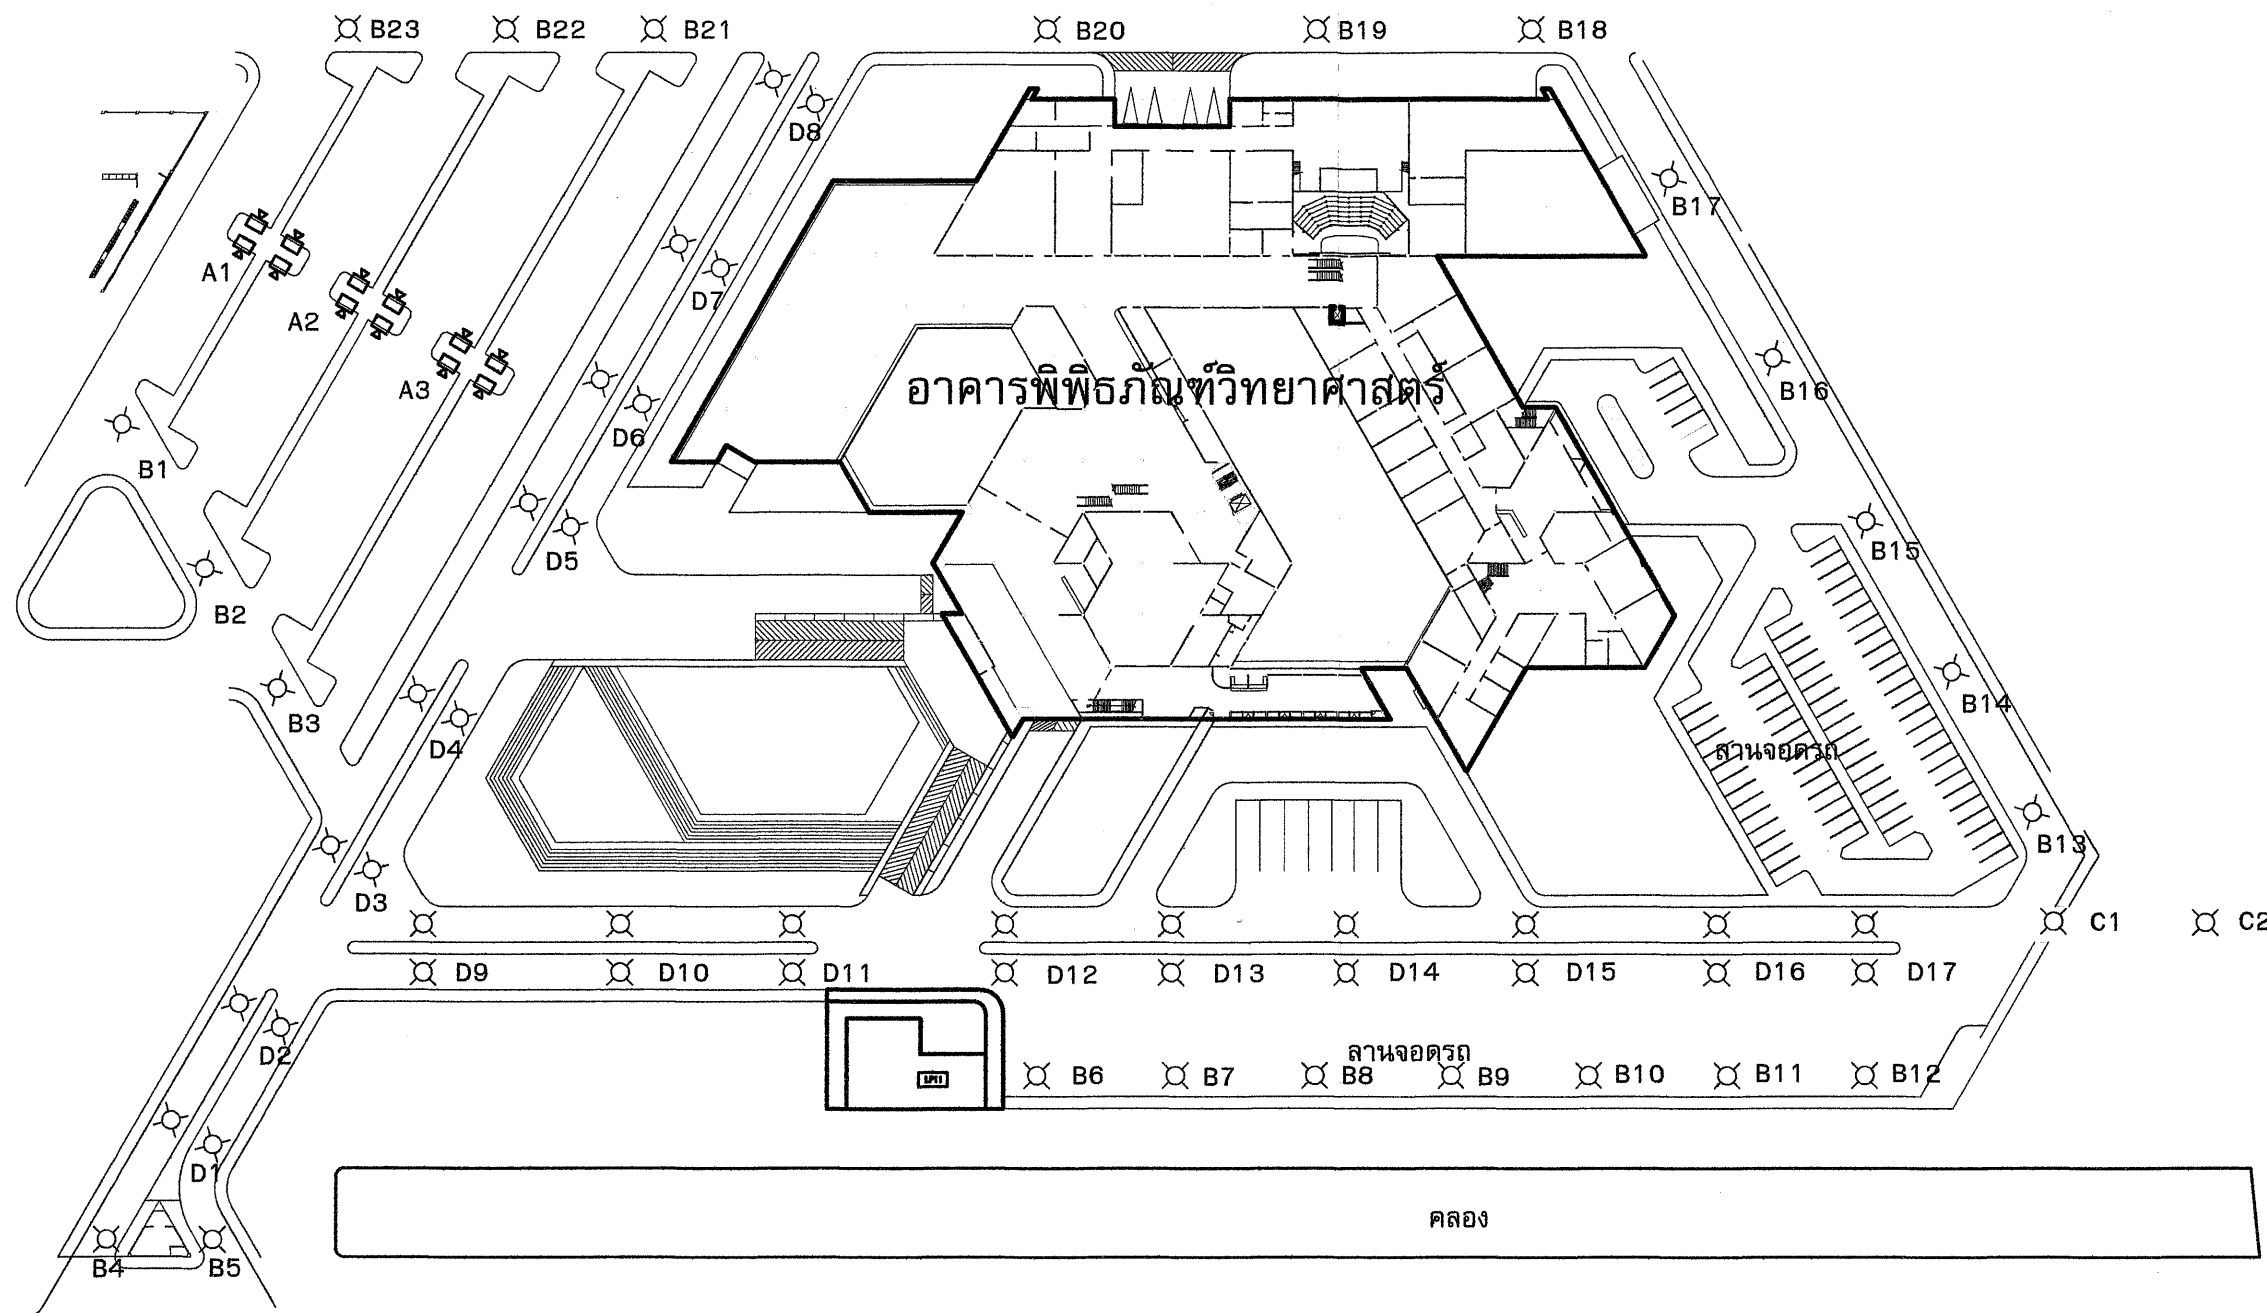 B23
B22
B21
B20
B19
B18
D8
B17
A1
D7
A2
B16
A3
อาคารพิพิธภัณฑ์วิทยาศาสตร์
D6
B1
B15
D5
B2
B14
B3
D4
ลานจอดรถ
B13
D3
C1
C2
D9
D10
D11
D12
D13
D14
D15
D16
D17
D2
ลานจอดรถ
B6
B7
B8
B9
B10
B11
B12
D1
คลอง
B4
B5